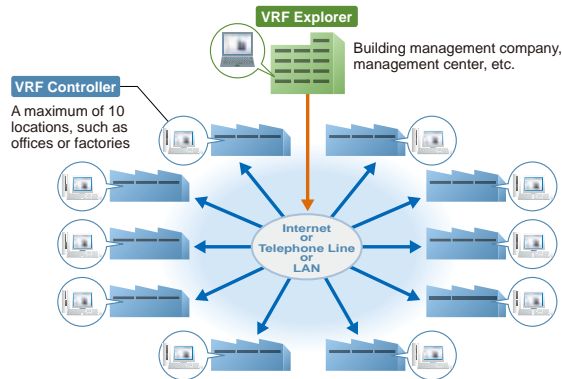 VRF Explorer
Building management company,
management center, etc.
VRF Controller
A maximum of 10
locations, such as
offices or factories
Internet
or
Telephone Line
or
LAN